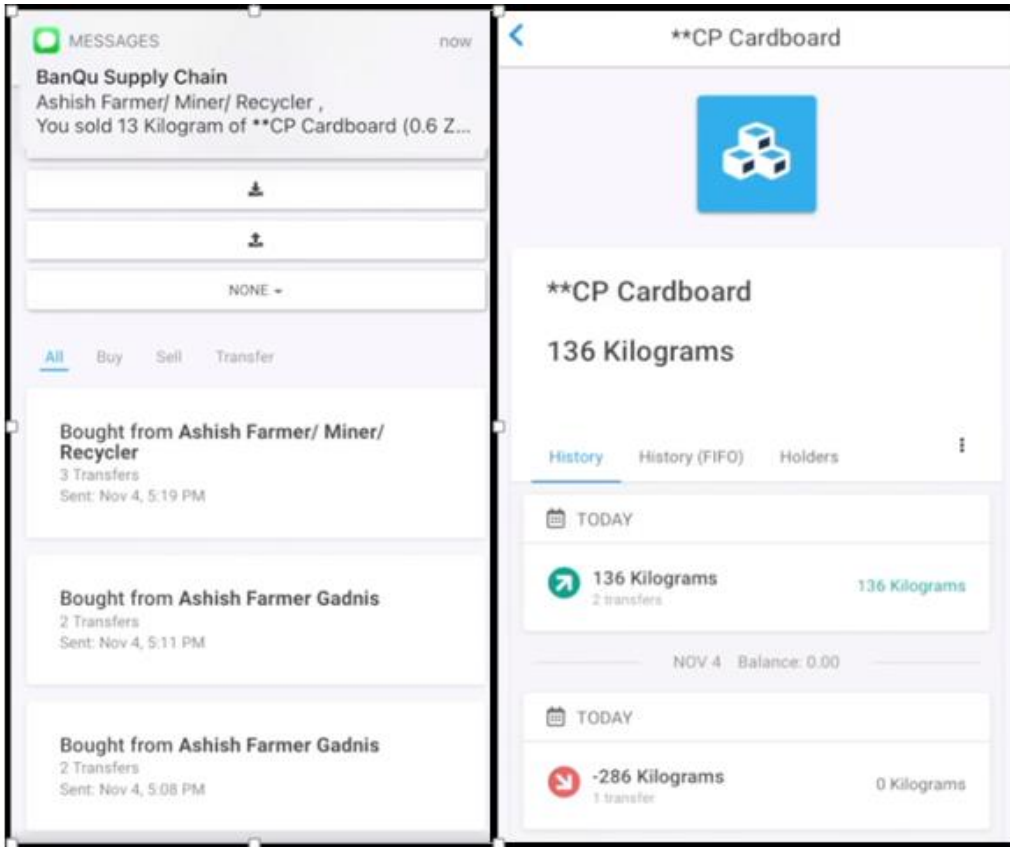 MESSAGES
now
BanQu Supply Chain
Ashish Farmer/ Miner/ Recycler ,
You sold 13 Kilogram of **CP Cardboard (0.6 Z...
NONE
All Buy Sell Transfer
Bought from Ashish Farmer/ Miner/
Recycler
3 Transfers
Sent: Nov 4, 5:19 PM
Bought from Ashish Farmer Gadnis
2 Transfers
Sent: Nov 4, 5:11 PM
Bought from Ashish Farmer Gadnis
2 Transfers
Sent: Nov 4, 5:08 PM
**CP Cardboard
**CP Cardboard
136 Kilograms
History History (FIFO) Holders
TODAY
136 Kilograms 136 Kilograms
2 transfers
NOV 4 Balance: 0.00
TODAY
-286 Kilograms 0 Kilograms
1 transfer